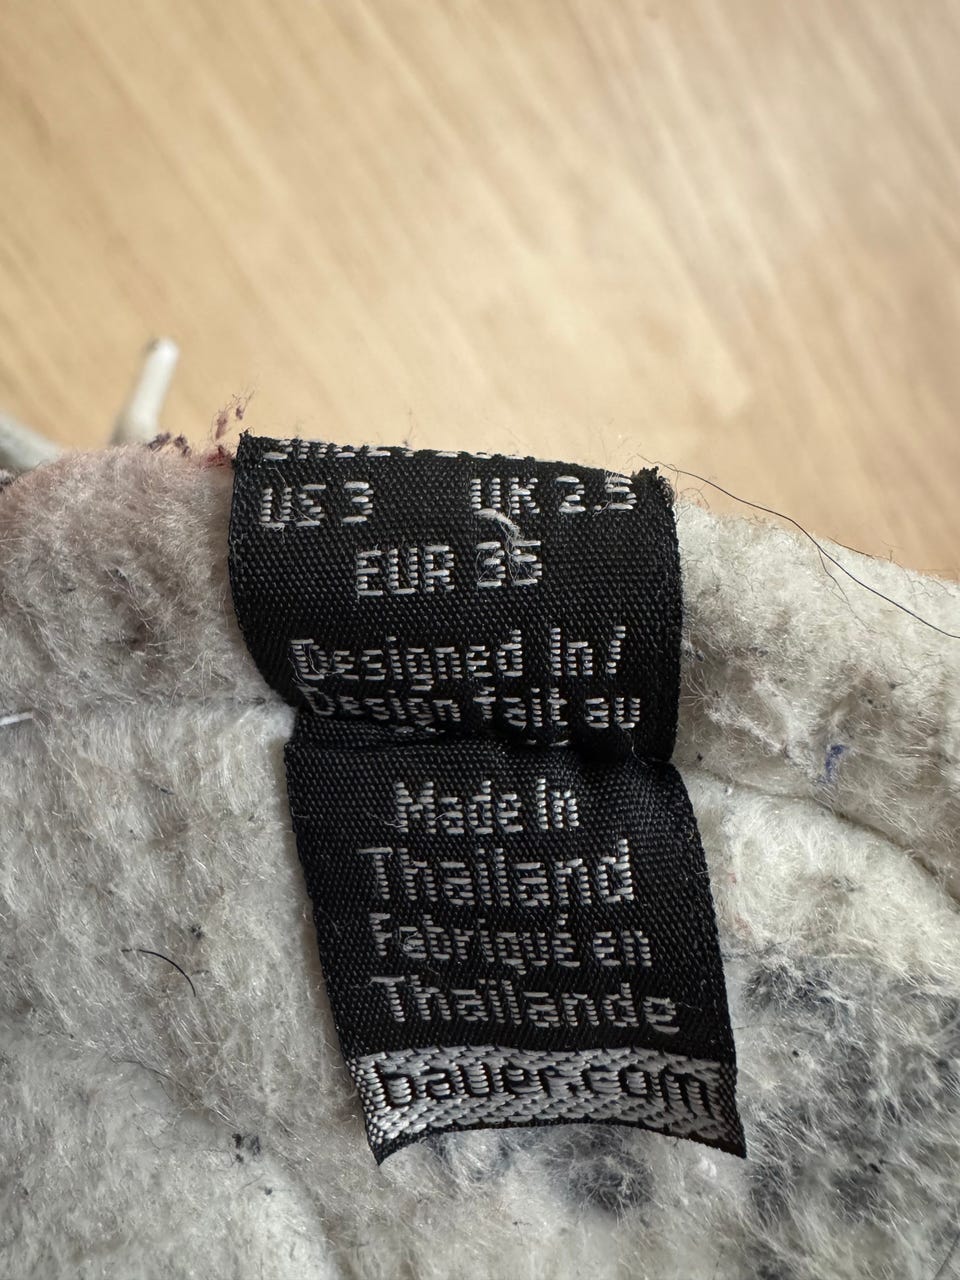 US 3 UK 2.5
EUR 35
Designed in/
Design fait au
Made in
Thailand
Fabriqué en
Thaïlande
bauer.com